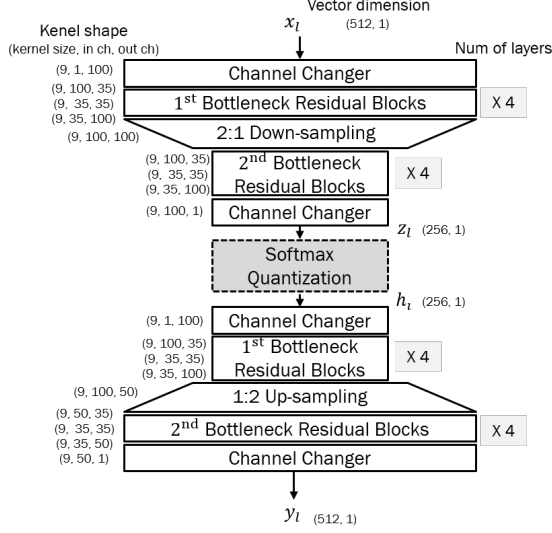 Vector dimension
x_l (512, 1)
Kenel shape
(kernel size, in ch, out ch)
Num of layers
(9, 1, 100) Channel Changer
(9, 100, 35)
(9, 35, 35) 1st Bottleneck Residual Blocks X 4
(9, 35, 100)
(9, 100, 100) 2:1 Down-sampling
(9, 100, 35) 2nd Bottleneck
(9, 35, 35) X 4
(9, 35, 100) Residual Blocks
(9, 100, 1) Channel Changer
z_l (256, 1)
Softmax
Quantization
h_l (256, 1)
(9, 1, 100) Channel Changer
(9, 100, 35) 1st Bottleneck
(9, 35, 35) X 4
(9, 35, 100) Residual Blocks
(9, 100, 50) 1:2 Up-sampling
(9, 50, 35)
(9, 35, 35) 2nd Bottleneck Residual Blocks X 4
(9, 35, 50)
(9, 50, 1) Channel Changer
y_l (512, 1)